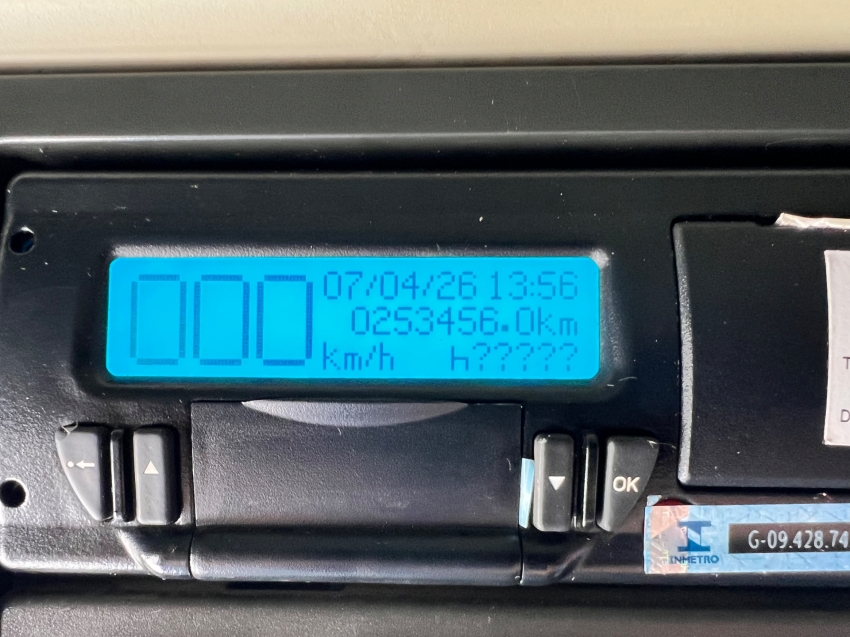 000
07/04/26 13:56
0253456.0km
km/h h?????
OK
T
D
INMETRO
G-09.428.74